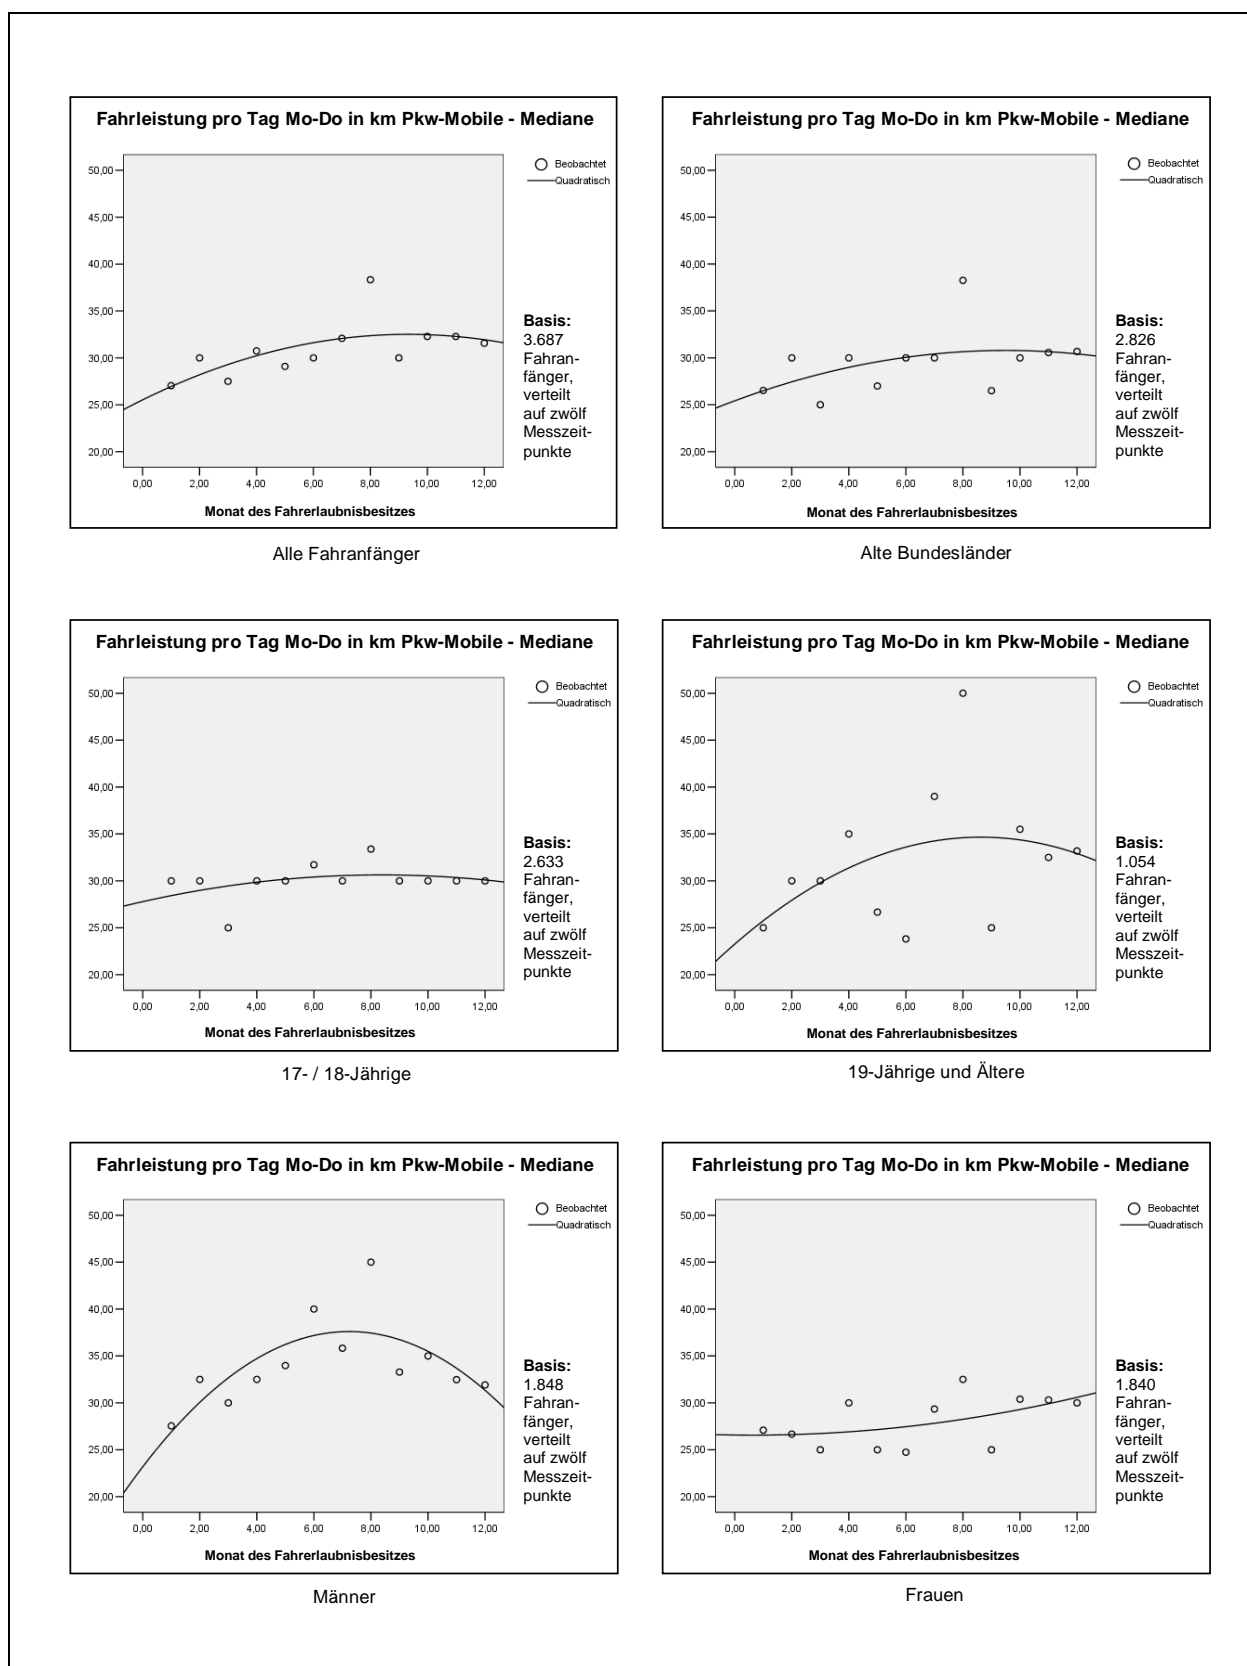 Fahrleistung pro Tag Mo-Do in km Pkw-Mobile - Mediane
50,00
45,00
40,00
35,00
30,00
25,00
20,00
0,00 2,00 4,00 6,00 8,00 10,00 12,00
Monat des Fahrerlaubnisbesitzes
Beobachtet
Quadratisch
Basis:
3.687
Fahran-
fänger,
verteilt
auf zwölf
Messzeit-
punkte
Alle Fahranfänger
Fahrleistung pro Tag Mo-Do in km Pkw-Mobile - Mediane
50,00
45,00
40,00
35,00
30,00
25,00
20,00
0,00 2,00 4,00 6,00 8,00 10,00 12,00
Monat des Fahrerlaubnisbesitzes
Beobachtet
Quadratisch
Basis:
2.826
Fahran-
fänger,
verteilt
auf zwölf
Messzeit-
punkte
Alte Bundesländer
Fahrleistung pro Tag Mo-Do in km Pkw-Mobile - Mediane
50,00
45,00
40,00
35,00
30,00
25,00
20,00
0,00 2,00 4,00 6,00 8,00 10,00 12,00
Monat des Fahrerlaubnisbesitzes
Beobachtet
Quadratisch
Basis:
2.633
Fahran-
fänger,
verteilt
auf zwölf
Messzeit-
punkte
17- / 18-Jährige
Fahrleistung pro Tag Mo-Do in km Pkw-Mobile - Mediane
50,00
45,00
40,00
35,00
30,00
25,00
20,00
0,00 2,00 4,00 6,00 8,00 10,00 12,00
Monat des Fahrerlaubnisbesitzes
Beobachtet
Quadratisch
Basis:
1.054
Fahran-
fänger,
verteilt
auf zwölf
Messzeit-
punkte
19-Jährige und Ältere
Fahrleistung pro Tag Mo-Do in km Pkw-Mobile - Mediane
50,00
45,00
40,00
35,00
30,00
25,00
20,00
0,00 2,00 4,00 6,00 8,00 10,00 12,00
Monat des Fahrerlaubnisbesitzes
Beobachtet
Quadratisch
Basis:
1.848
Fahran-
fänger,
verteilt
auf zwölf
Messzeit-
punkte
Männer
Fahrleistung pro Tag Mo-Do in km Pkw-Mobile - Mediane
50,00
45,00
40,00
35,00
30,00
25,00
20,00
0,00 2,00 4,00 6,00 8,00 10,00 12,00
Monat des Fahrerlaubnisbesitzes
Beobachtet
Quadratisch
Basis:
1.840
Fahran-
fänger,
verteilt
auf zwölf
Messzeit-
punkte
Frauen